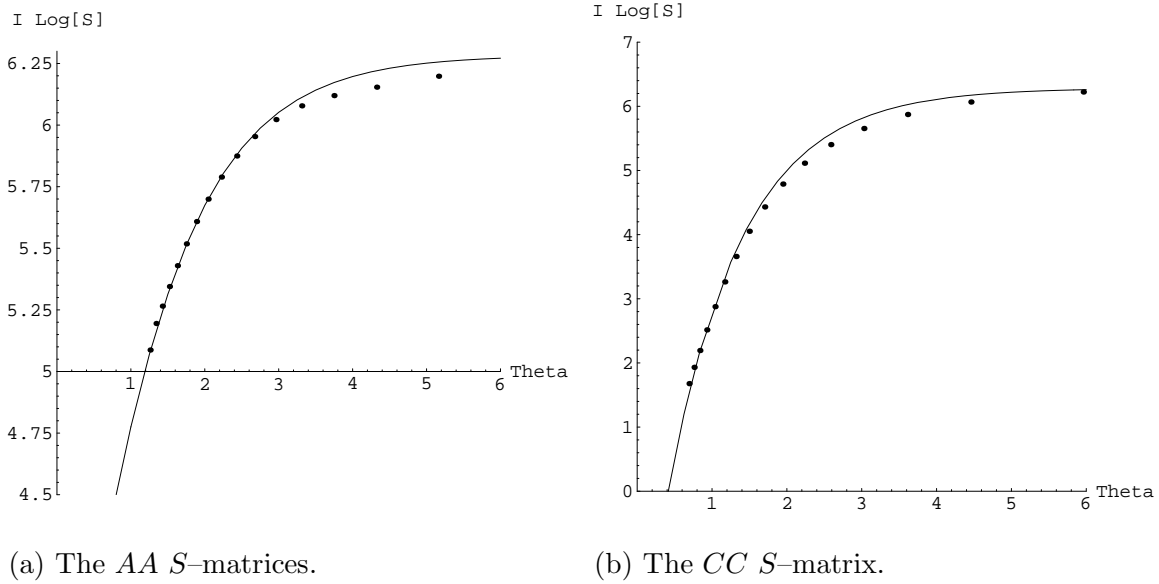 I Log[S]
6.25
6
5.75
5.5
5.25
5
4.75
4.5
1 2 3 4 5 6
Theta
(a) The AA S–matrices.
I Log[S]
7
6
5
4
3
2
1
0
1 2 3 4 5 6
Theta
(b) The CC S–matrix.